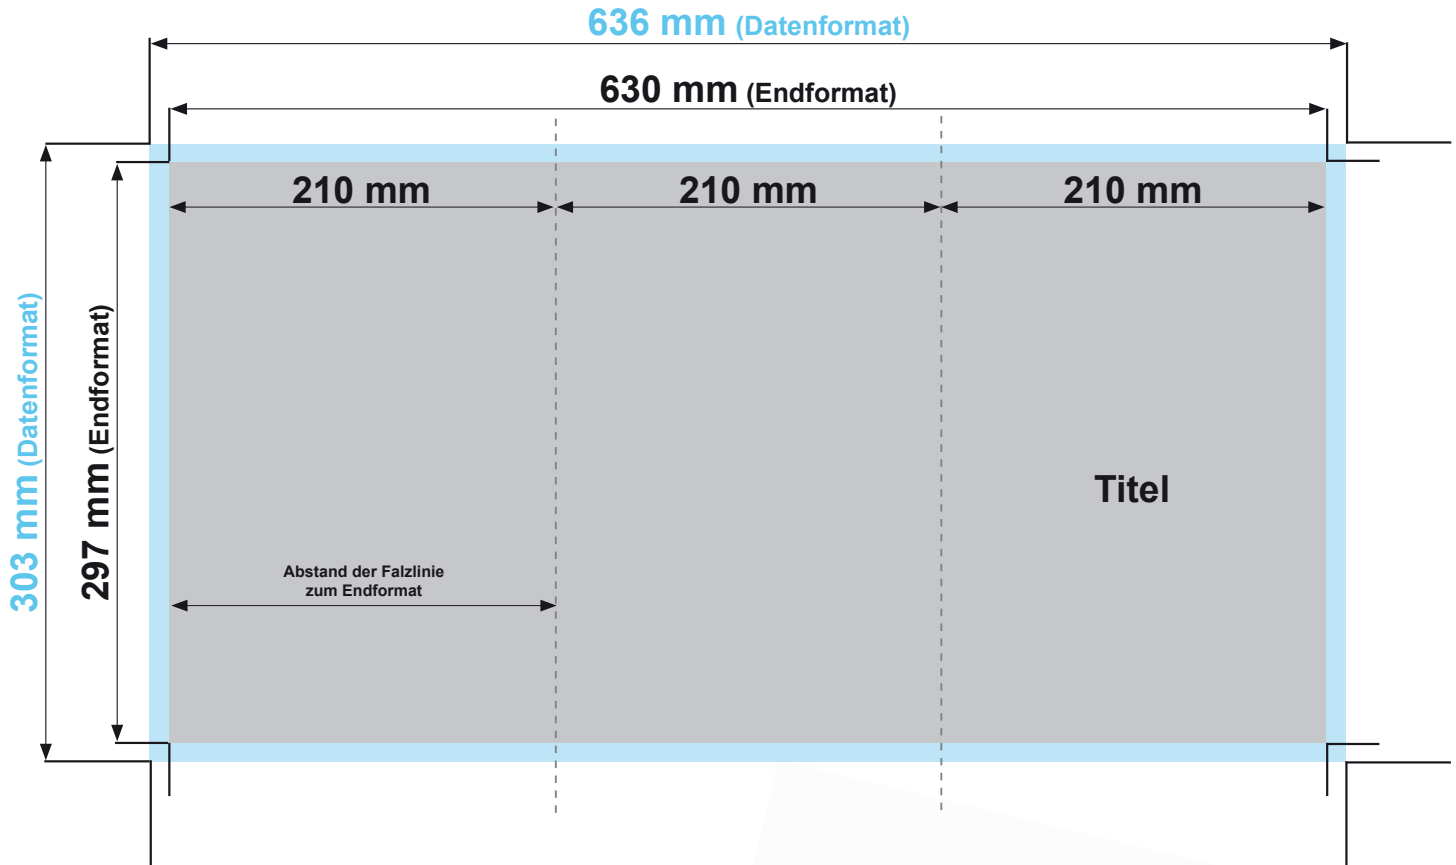 636 mm (Datenformat)
630 mm (Endformat)
210 mm
210 mm
210 mm
303 mm (Datenformat)
297 mm (Endformat)
Titel
Abstand der Falzlinie
zum Endformat